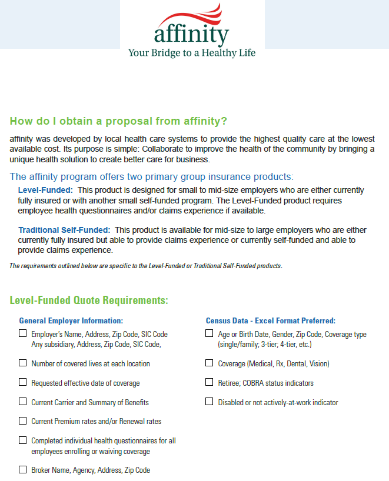 affinity
Your Bridge to a Healthy Life
How do I obtain a proposal from affinity?
affinity was developed by local health care systems to provide the highest quality care at the lowest
available cost. Its purpose is simple: Collaborate to improve the health of the community by bringing a
unique health solution to create better care for business.
The affinity program offers two primary group insurance products:
Level-Funded: This product is designed for small to mid-size employers who are either currently
fully insured or with another small self-funded program. The Level-Funded product requires
employee health questionnaires and/or claims experience if available.
Traditional Self-Funded: This product is available for mid-size to large employers who are either
currently fully insured but able to provide claims experience or currently self-funded and able to
provide claims experience.
The requirements outlined below are specific to the Level-Funded or Traditional Self-Funded products.
Level-Funded Quote Requirements:
General Employer Information:
Employer's Name, Address, Zip Code, SIC Code
Any subsidiary, Address, Zip Code, SIC Code,
Number of covered lives at each location
Requested effective date of coverage
Current Carrier and Summary of Benefits
Current Premium rates and/or Renewal rates
Completed individual health questionnaires for all
employees enrolling or waiving coverage
Broker Name, Agency, Address, Zip Code
Census Data - Excel Format Preferred:
Age or Birth Date, Gender, Zip Code, Coverage type
(single/family; 3-tier; 4-tier, etc.)
Coverage (Medical, Rx, Dental, Vision)
Retiree, COBRA status indicators
Disabled or not actively-at-work indicator